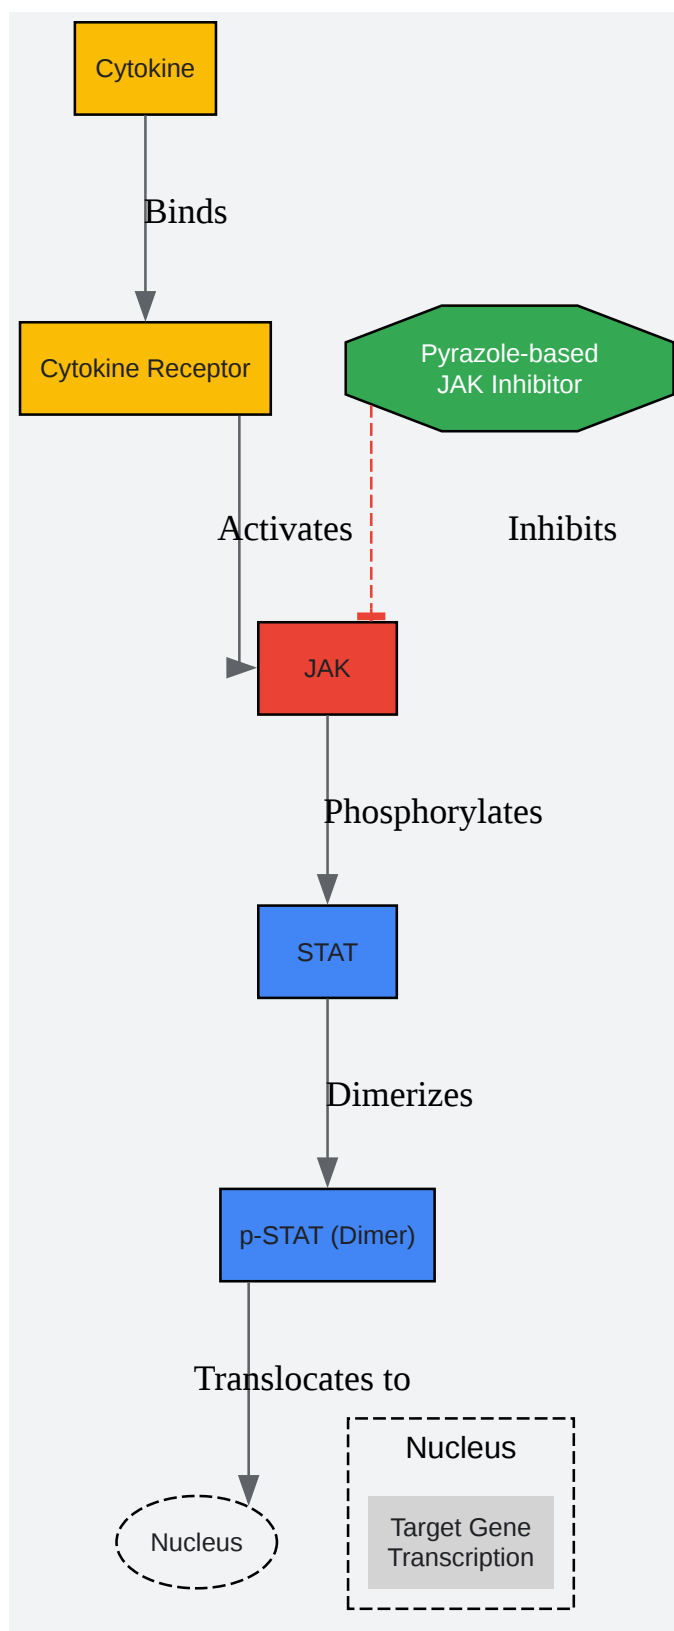 Cytokine
Binds
Cytokine Receptor
Pyrazole-based
JAK Inhibitor
Activates
Inhibits
JAK
Phosphorylates
STAT
Dimerizes
p-STAT (Dimer)
Translocates to
Nucleus
Target Gene
Transcription
Nucleus